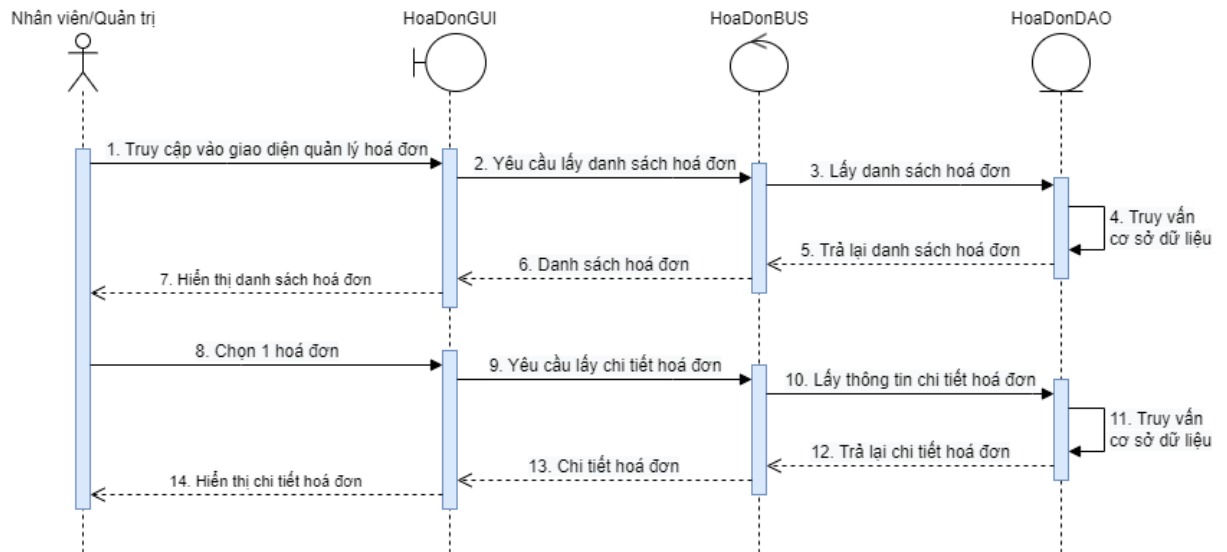 Nhân viên/Quản trị
HoaDonGUI
HoaDonBUS
HoaDonDAO
1. Truy cập vào giao diện quản lý hoá đơn
2. Yêu cầu lấy danh sách hoá đơn
3. Lấy danh sách hoá đơn
4. Truy vấn
cơ sở dữ liệu
5. Trả lại danh sách hoá đơn
6. Danh sách hoá đơn
7. Hiển thị danh sách hoá đơn
8. Chọn 1 hoá đơn
9. Yêu cầu lấy chi tiết hoá đơn
10. Lấy thông tin chi tiết hoá đơn
11. Truy vấn
cơ sở dữ liệu
12. Trả lại chi tiết hoá đơn
13. Chi tiết hoá đơn
14. Hiển thị chi tiết hoá đơn